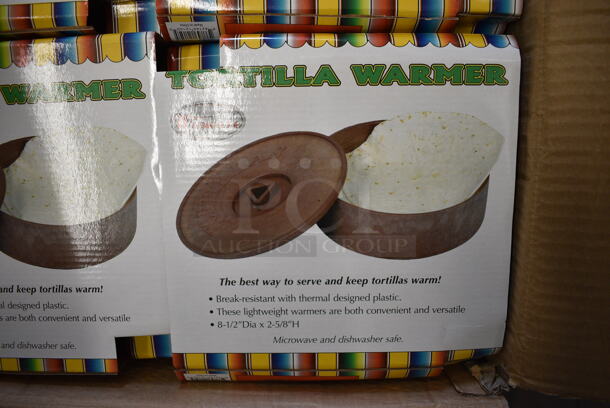 TORTILLA WARMER
The best way to serve and keep tortillas warm!
• Break-resistant with thermal designed plastic.
• These lightweight warmers are both convenient and versatile
• 8-1/2"Dia x 2-5/8"H
Microwave and dishwasher safe.
WARMER
and keep tortillas warm!
al designed plastic.
s are both convenient and versatile
and dishwasher safe.
TCI
AUCTION GROUP